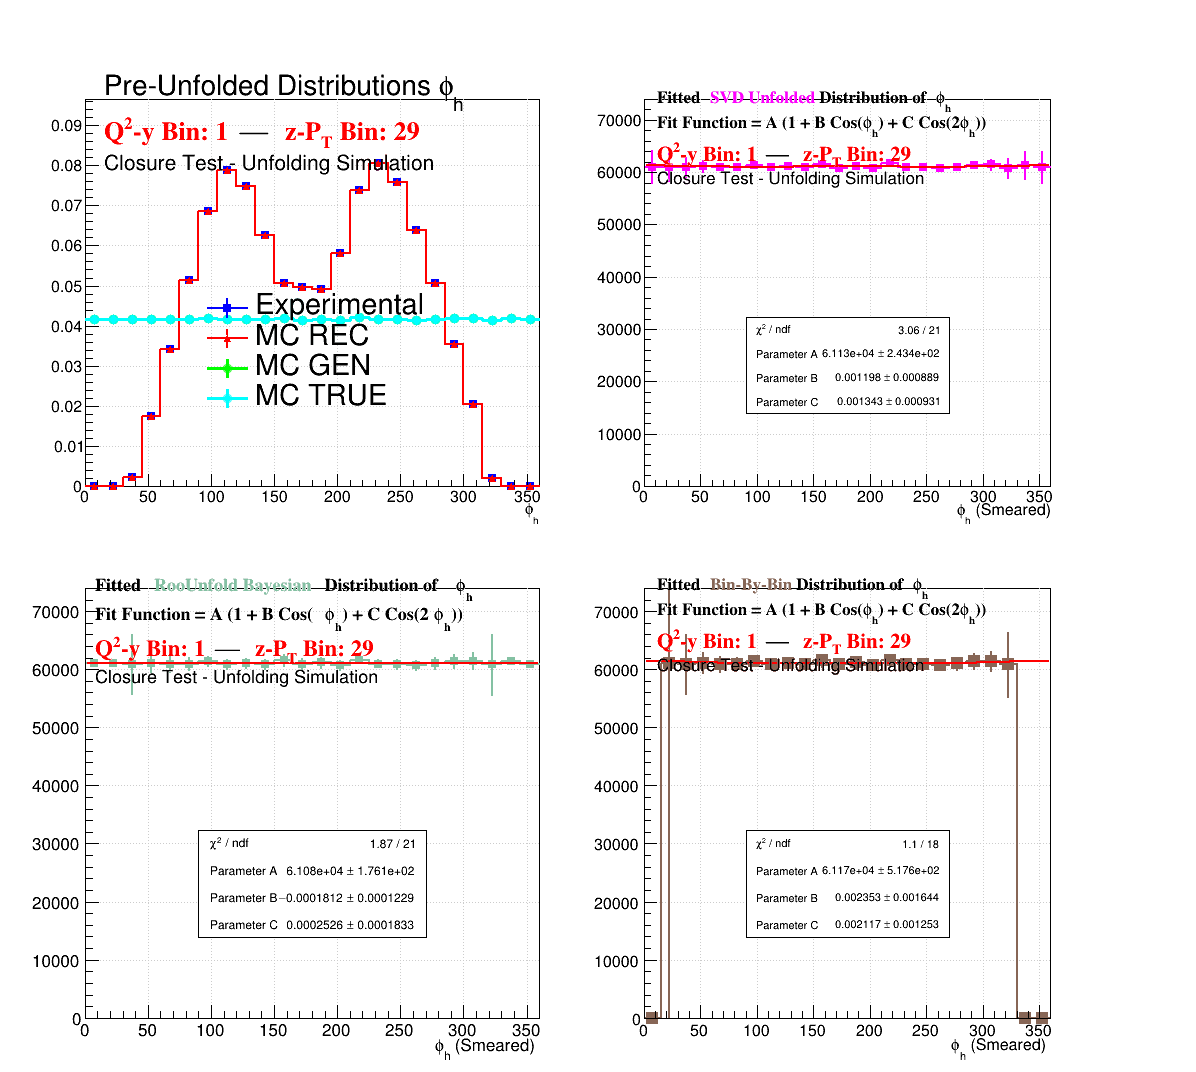 Pre-Unfolded Distributions ϕh
Q²-y Bin: 1 — z-PT Bin: 29
Closure Test - Unfolding Simulation
0.09
0.08
0.07
0.06
0.05
0.04
0.03
0.02
0.01
0
Experimental
MC REC
MC GEN
MC TRUE
0 50 100 150 200 250 300 350
ϕh
Fitted SVD Unfolded Distribution of ϕh
Fit Function = A (1 + B Cos(ϕh) + C Cos(2ϕh))
Q²-y Bin: 1 — z-PT Bin: 29
Closure Test - Unfolding Simulation
70000
60000
50000
40000
30000
20000
10000
0
χ² / ndf 3.06 / 21
Parameter A 6.113e+04 ± 2.434e+02
Parameter B 0.001198 ± 0.000889
Parameter C 0.001343 ± 0.000931
0 50 100 150 200 250 300 350
ϕh (Smeared)
Fitted RooUnfold Bayesian Distribution of ϕh
Fit Function = A (1 + B Cos( ϕh) + C Cos(2 ϕh))
Q²-y Bin: 1 — z-PT Bin: 29
Closure Test - Unfolding Simulation
70000
60000
50000
40000
30000
20000
10000
0
χ² / ndf 1.87 / 21
Parameter A 6.108e+04 ± 1.761e+02
Parameter B −0.0001812 ± 0.0001229
Parameter C 0.0002526 ± 0.0001833
0 50 100 150 200 250 300 350
ϕh (Smeared)
Fitted Bin-By-Bin Distribution of ϕh
Fit Function = A (1 + B Cos(ϕh) + C Cos(2ϕh))
Q²-y Bin: 1 — z-PT Bin: 29
Closure Test - Unfolding Simulation
70000
60000
50000
40000
30000
20000
10000
0
χ² / ndf 1.1 / 18
Parameter A 6.117e+04 ± 5.176e+02
Parameter B 0.002353 ± 0.001644
Parameter C 0.002117 ± 0.001253
0 50 100 150 200 250 300 350
ϕh (Smeared)